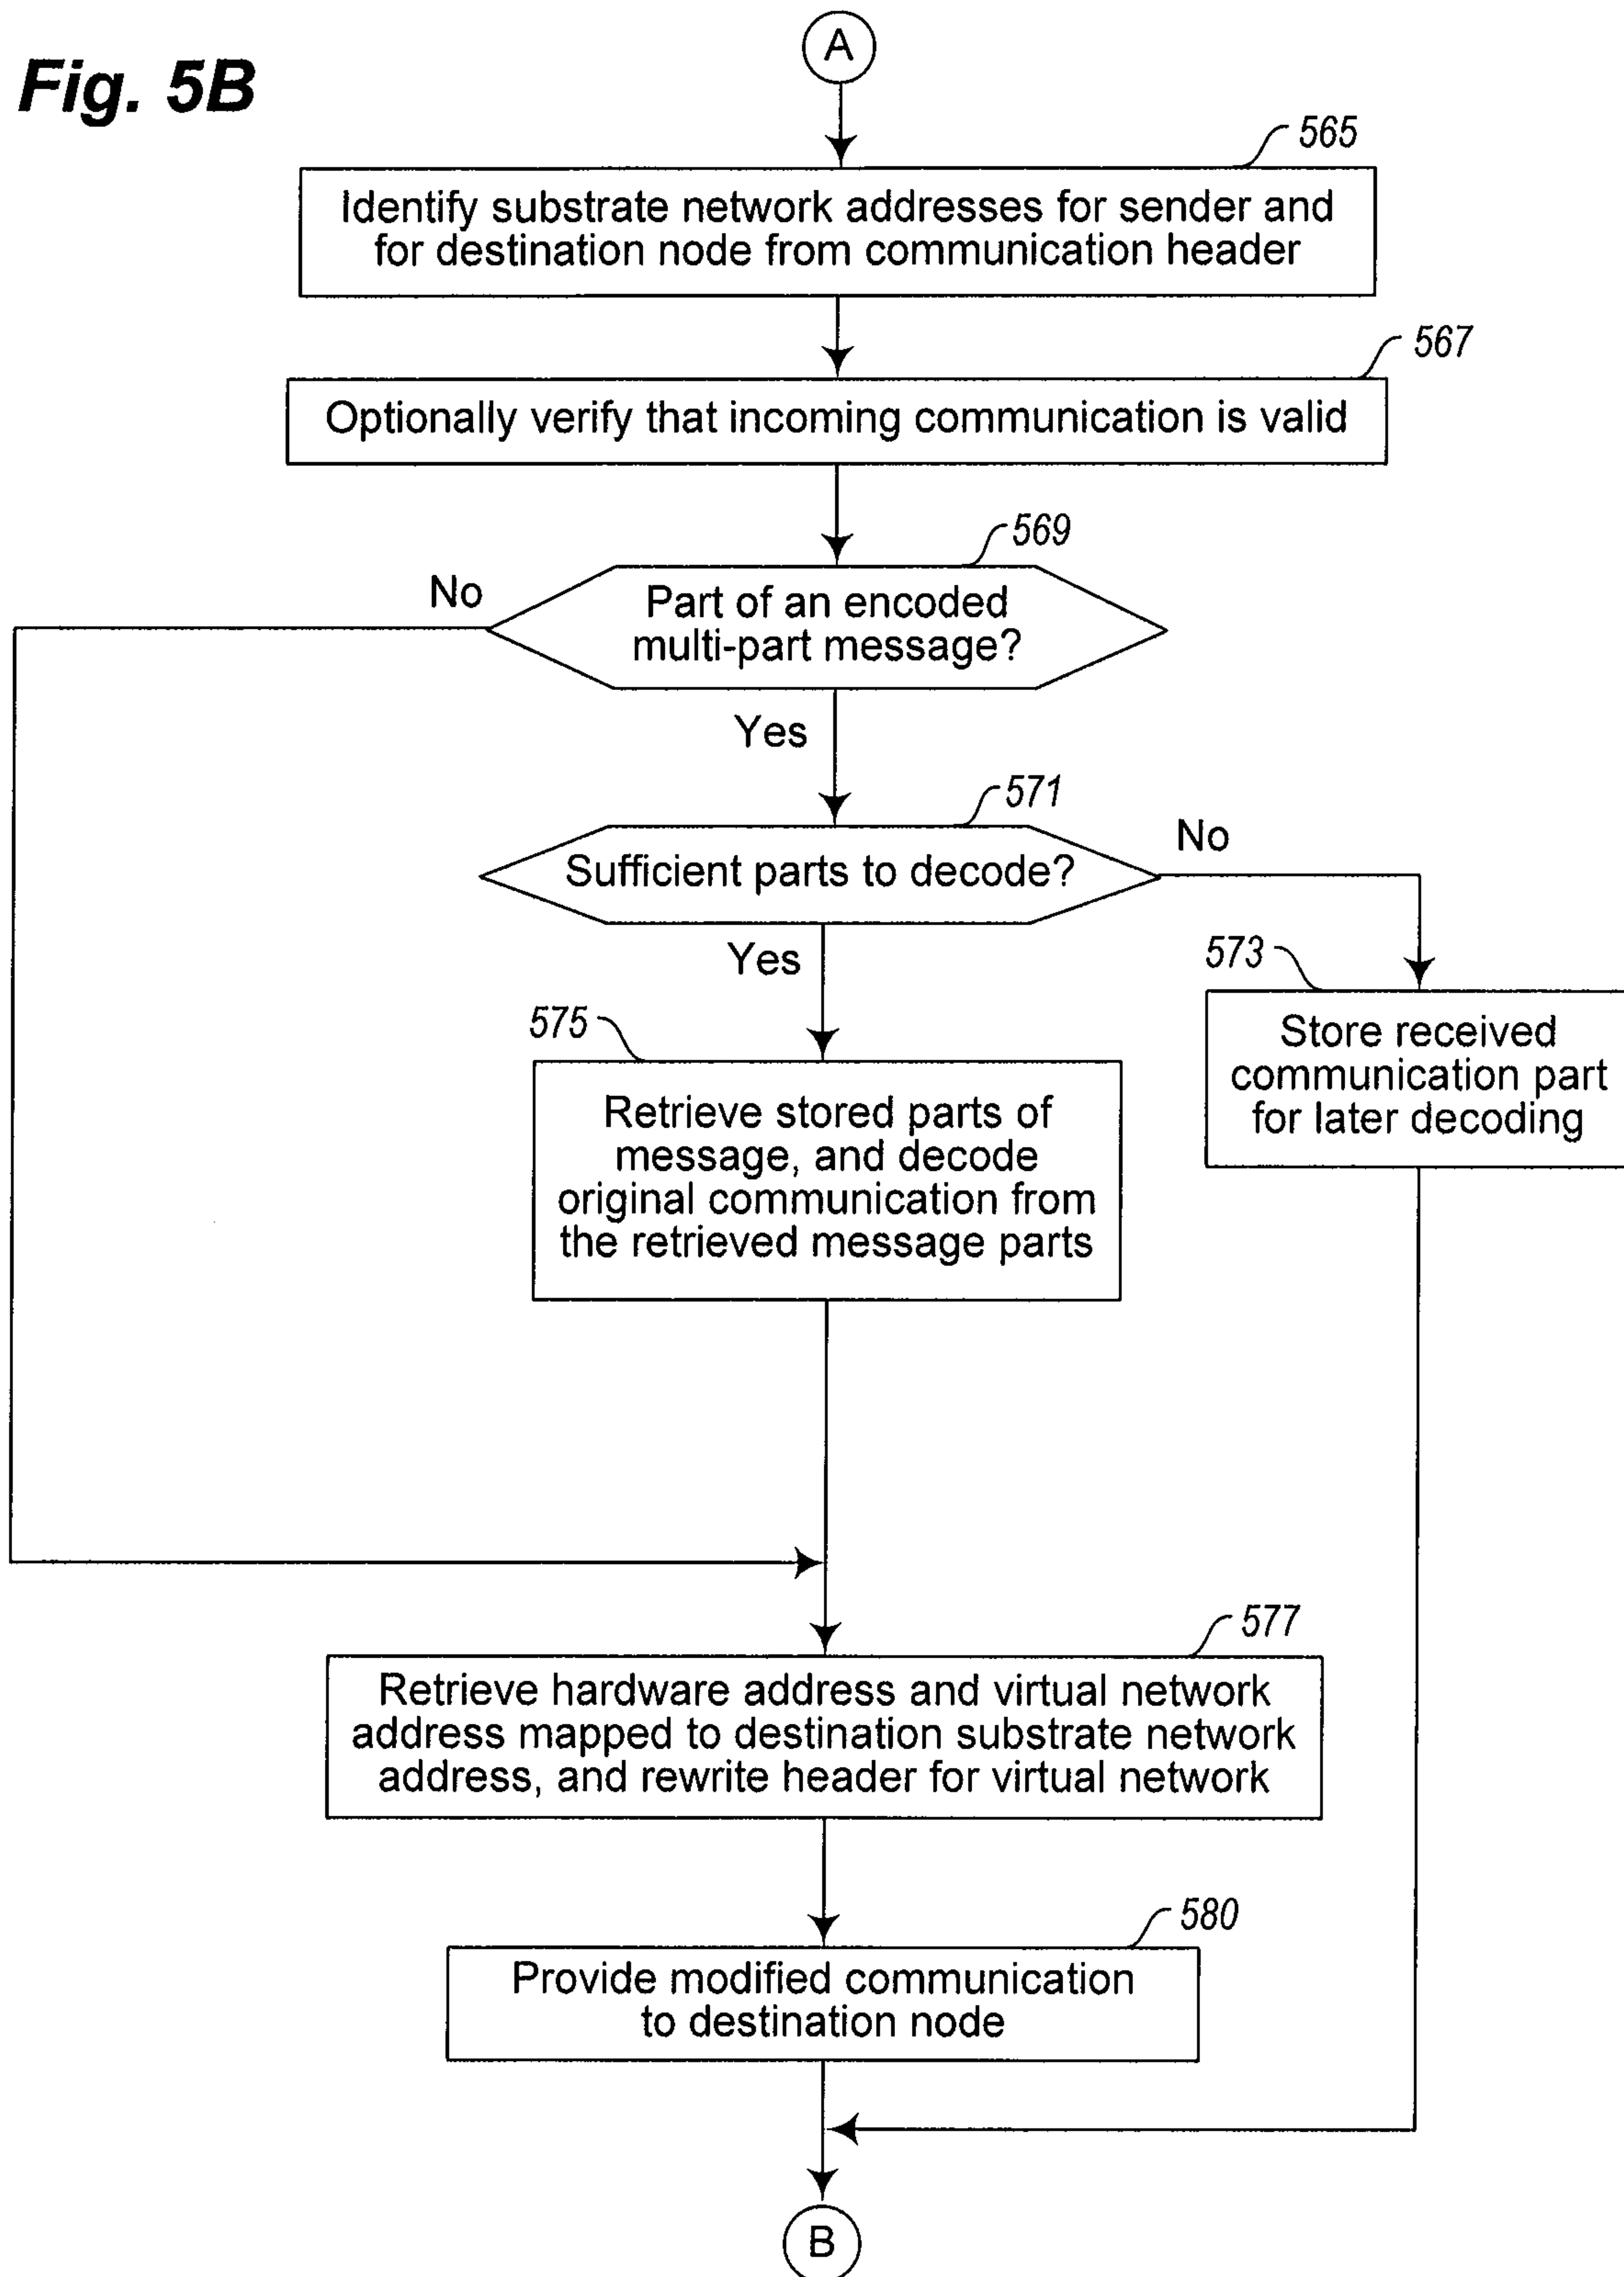 Fig. 5B
A
565
Identify substrate network addresses for sender and
for destination node from communication header
567
Optionally verify that incoming communication is valid
569
No
Part of an encoded
multi-part message?
Yes
571
Sufficient parts to decode?
No
Yes
573
Store received
communication part
for later decoding
575
Retrieve stored parts of
message, and decode
original communication from
the retrieved message parts
577
Retrieve hardware address and virtual network
address mapped to destination substrate network
address, and rewrite header for virtual network
580
Provide modified communication
to destination node
B